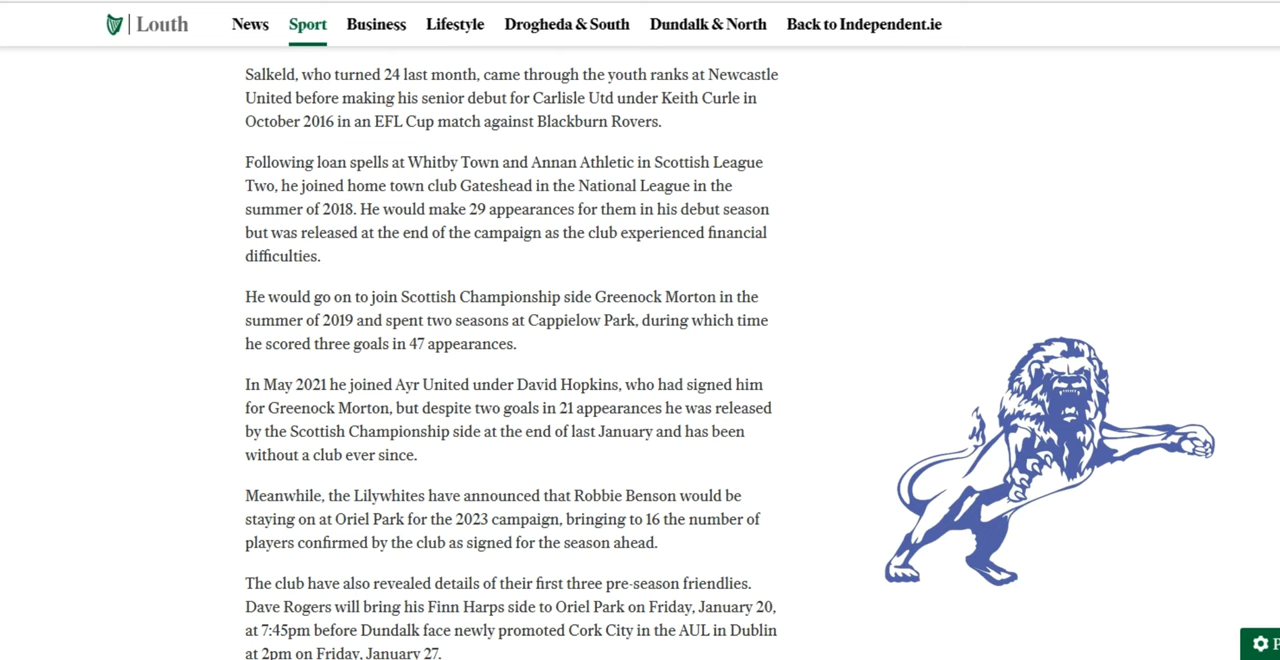 Louth
News Sport Business Lifestyle Drogheda & South Dundalk & North Back to Independent.ie
Salkeld, who turned 24 last month, came through the youth ranks at Newcastle
United before making his senior debut for Carlisle Utd under Keith Curle in
October 2016 in an EFL Cup match against Blackburn Rovers.
Following loan spells at Whitby Town and Annan Athletic in Scottish League
Two, he joined home town club Gateshead in the National League in the
summer of 2018. He would make 29 appearances for them in his debut season
but was released at the end of the campaign as the club experienced financial
difficulties.
He would go on to join Scottish Championship side Greenock Morton in the
summer of 2019 and spent two seasons at Cappielow Park, during which time
he scored three goals in 47 appearances.
In May 2021 he joined Ayr United under David Hopkins, who had signed him
for Greenock Morton, but despite two goals in 21 appearances he was released
by the Scottish Championship side at the end of last January and has been
without a club ever since.
Meanwhile, the Lilywhites have announced that Robbie Benson would be
staying on at Oriel Park for the 2023 campaign, bringing to 16 the number of
players confirmed by the club as signed for the season ahead.
The club have also revealed details of their first three pre-season friendlies.
Dave Rogers will bring his Finn Harps side to Oriel Park on Friday, January 20,
at 7:45pm before Dundalk face newly promoted Cork City in the AUL in Dublin
at 2pm on Friday, January 27.